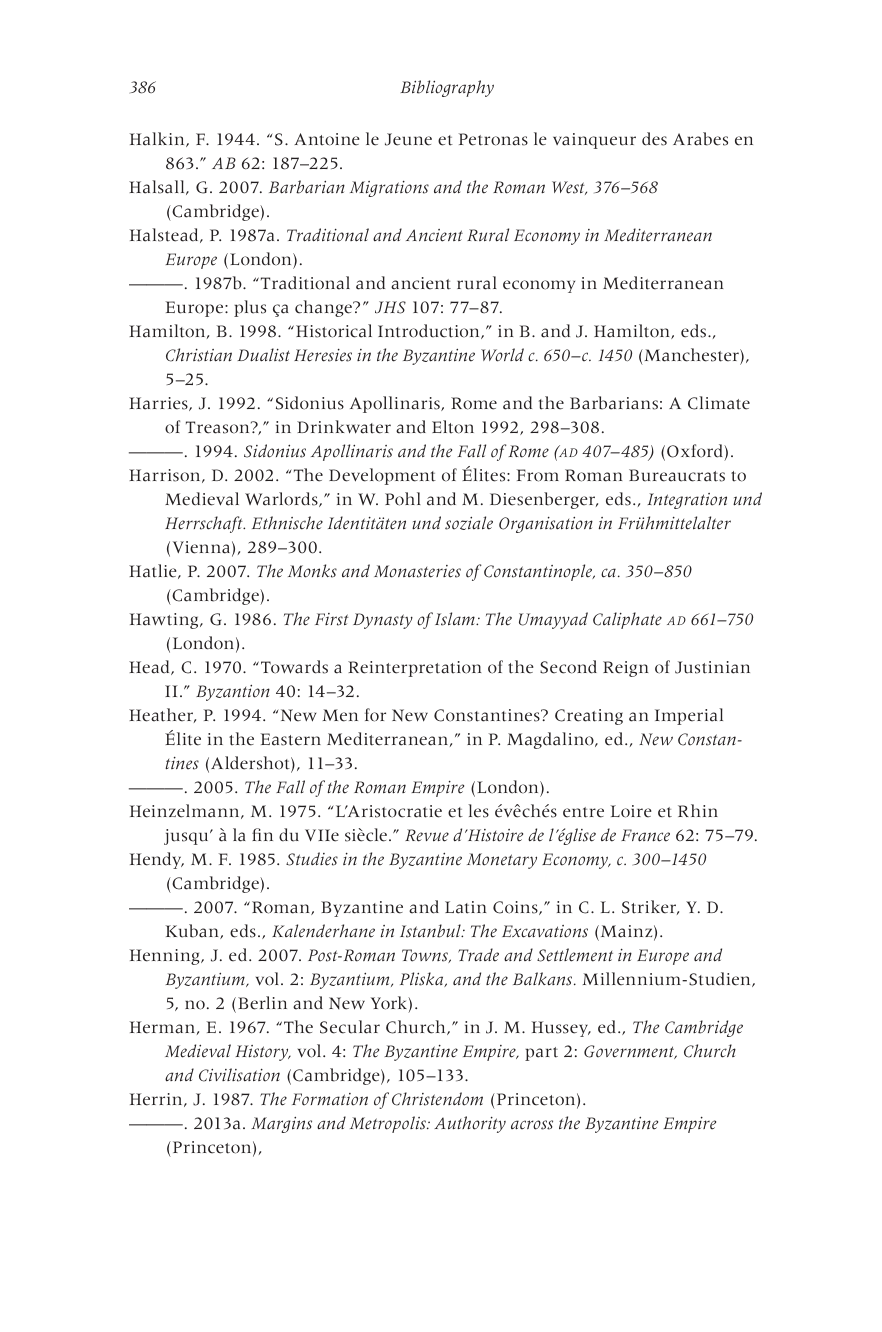 386 Bibliography
Halkin, F. 1944. “S. Antoine le Jeune et Petronas le vainqueur des Arabes en
863.” AB 62: 187–225.
Halsall, G. 2007. Barbarian Migrations and the Roman West, 376–568
(Cambridge).
Halstead, P. 1987a. Traditional and Ancient Rural Economy in Mediterranean
Europe (London).
———. 1987b. “Traditional and ancient rural economy in Mediterranean
Europe: plus ça change?” JHS 107: 77–87.
Hamilton, B. 1998. “Historical Introduction,” in B. and J. Hamilton, eds.,
Christian Dualist Heresies in the Byzantine World c. 650–c. 1450 (Manchester),
5–25.
Harries, J. 1992. “Sidonius Apollinaris, Rome and the Barbarians: A Climate
of Treason?,” in Drinkwater and Elton 1992, 298–308.
———. 1994. Sidonius Apollinaris and the Fall of Rome (AD 407–485) (Oxford).
Harrison, D. 2002. “The Development of Élites: From Roman Bureaucrats to
Medieval Warlords,” in W. Pohl and M. Diesenberger, eds., Integration und
Herrschaft. Ethnische Identitäten und soziale Organisation in Frühmittelalter
(Vienna), 289–300.
Hatlie, P. 2007. The Monks and Monasteries of Constantinople, ca. 350–850
(Cambridge).
Hawting, G. 1986. The First Dynasty of Islam: The Umayyad Caliphate AD 661–750
(London).
Head, C. 1970. “Towards a Reinterpretation of the Second Reign of Justinian
II.” Byzantion 40: 14–32.
Heather, P. 1994. “New Men for New Constantines? Creating an Imperial
Élite in the Eastern Mediterranean,” in P. Magdalino, ed., New Constan-
tines (Aldershot), 11–33.
———. 2005. The Fall of the Roman Empire (London).
Heinzelmann, M. 1975. “L’Aristocratie et les évêchés entre Loire et Rhin
jusqu’ à la fin du VIIe siècle.” Revue d’Histoire de l’église de France 62: 75–79.
Hendy, M. F. 1985. Studies in the Byzantine Monetary Economy, c. 300–1450
(Cambridge).
———. 2007. “Roman, Byzantine and Latin Coins,” in C. L. Striker, Y. D.
Kuban, eds., Kalenderhane in Istanbul: The Excavations (Mainz).
Henning, J. ed. 2007. Post-Roman Towns, Trade and Settlement in Europe and
Byzantium, vol. 2: Byzantium, Pliska, and the Balkans. Millennium-Studien,
5, no. 2 (Berlin and New York).
Herman, E. 1967. “The Secular Church,” in J. M. Hussey, ed., The Cambridge
Medieval History, vol. 4: The Byzantine Empire, part 2: Government, Church
and Civilisation (Cambridge), 105–133.
Herrin, J. 1987. The Formation of Christendom (Princeton).
———. 2013a. Margins and Metropolis: Authority across the Byzantine Empire
(Princeton),